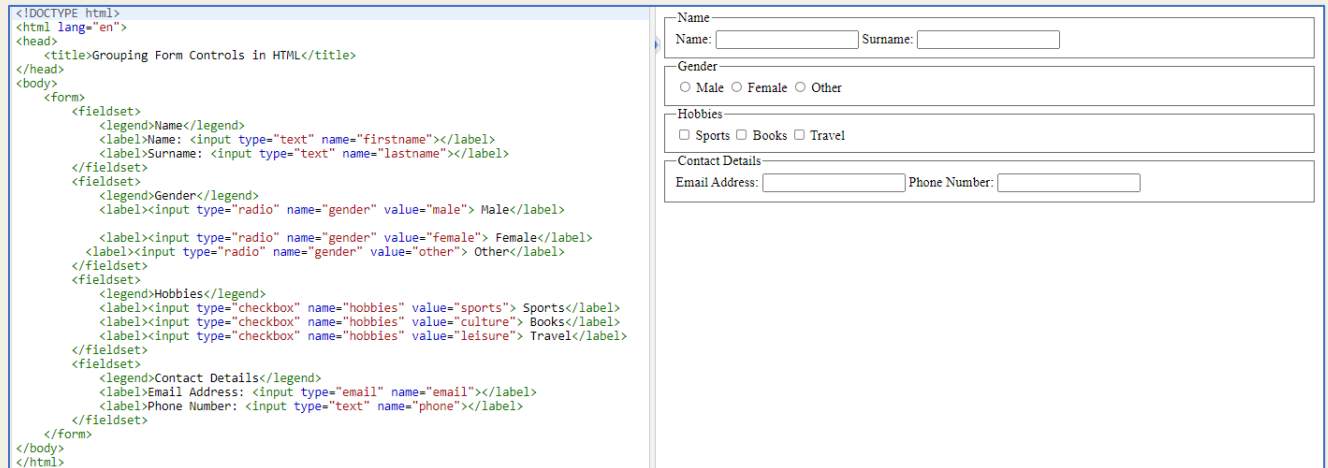 <!DOCTYPE html>
<html lang="en">
<head>
    <title>Grouping Form Controls in HTML</title>
</head>
<body>
    <form>
        <fieldset>
            <legend>Name</legend>
            <label>Name: <input type="text" name="firstname"></label>
            <label>Surname: <input type="text" name="lastname"></label>
        </fieldset>
        <fieldset>
            <legend>Gender</legend>
            <label><input type="radio" name="gender" value="male"> Male</label>

            <label><input type="radio" name="gender" value="female"> Female</label>
          <label><input type="radio" name="gender" value="other"> Other</label>
        </fieldset>
        <fieldset>
            <legend>Hobbies</legend>
            <label><input type="checkbox" name="hobbies" value="sports"> Sports</label>
            <label><input type="checkbox" name="hobbies" value="culture"> Books</label>
            <label><input type="checkbox" name="hobbies" value="leisure"> Travel</label>
        </fieldset>
        <fieldset>
            <legend>Contact Details</legend>
            <label>Email Address: <input type="email" name="email"></label>
            <label>Phone Number: <input type="text" name="phone"></label>
        </fieldset>
    </form>
</body>
</html>
Name
Name: Surname:
Gender
Male Female Other
Hobbies
Sports Books Travel
Contact Details
Email Address: Phone Number: